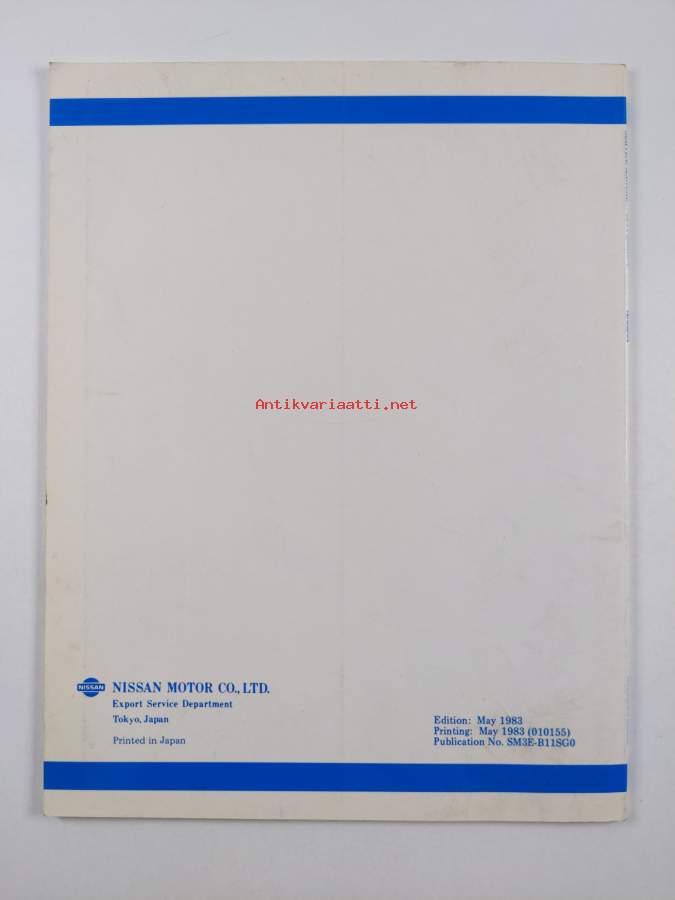 Antikvariaatti.net
NISSAN
NISSAN MOTOR CO., LTD.
Export Service Department
Tokyo, Japan
Printed in Japan
Edition: May 1983
Printing: May 1983 (010155)
Publication No. SM3E-B11SG0